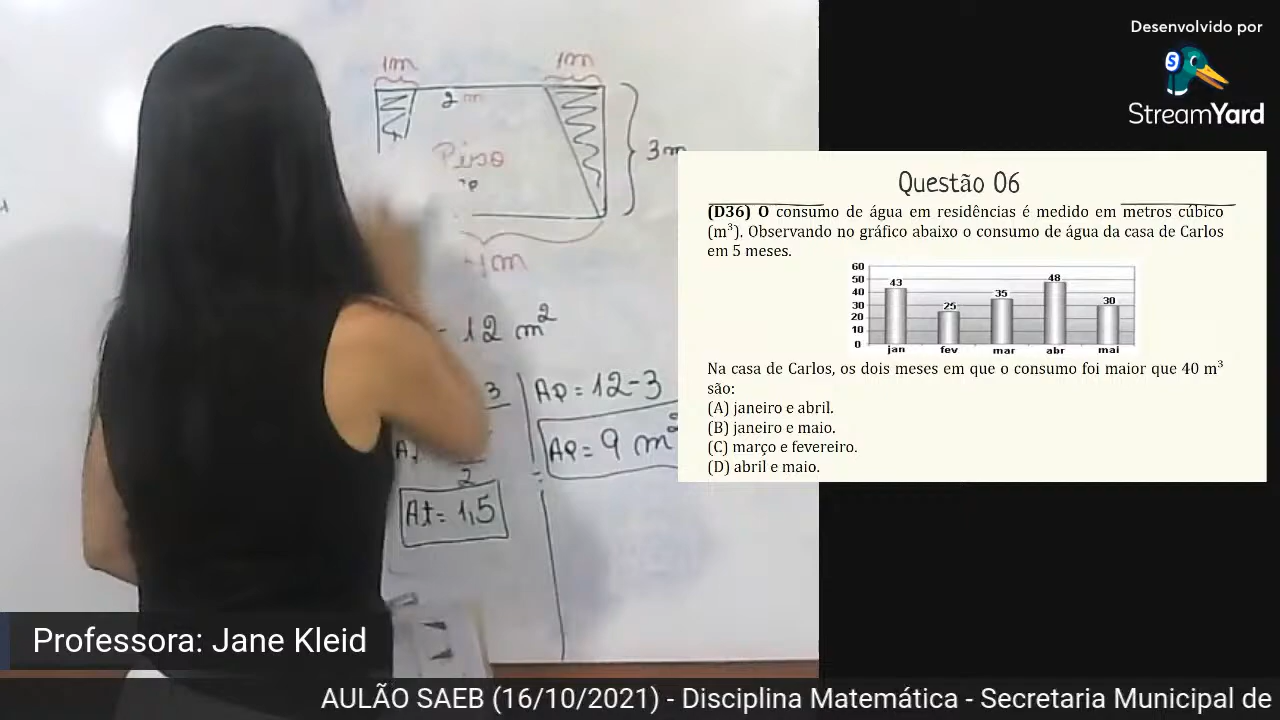 Desenvolvido por
StreamYard
1m
1m
2 m
Piso
3m
4m
- 12 m²
3
AP = 12 - 3
AP = 9 m²
2
At = 1,5
Questão 06
(D36) O consumo de água em residências é medido em metros cúbico
(m³). Observando no gráfico abaixo o consumo de água da casa de Carlos
em 5 meses.
60
50
40
30
20
10
0
43
25
35
48
30
jan
fev
mar
abr
mai
Na casa de Carlos, os dois meses em que o consumo foi maior que 40 m³
são:
(A) janeiro e abril.
(B) janeiro e maio.
(C) março e fevereiro.
(D) abril e maio.
Professora: Jane Kleid
AULÃO SAEB (16/10/2021) - Disciplina Matemática - Secretaria Municipal de